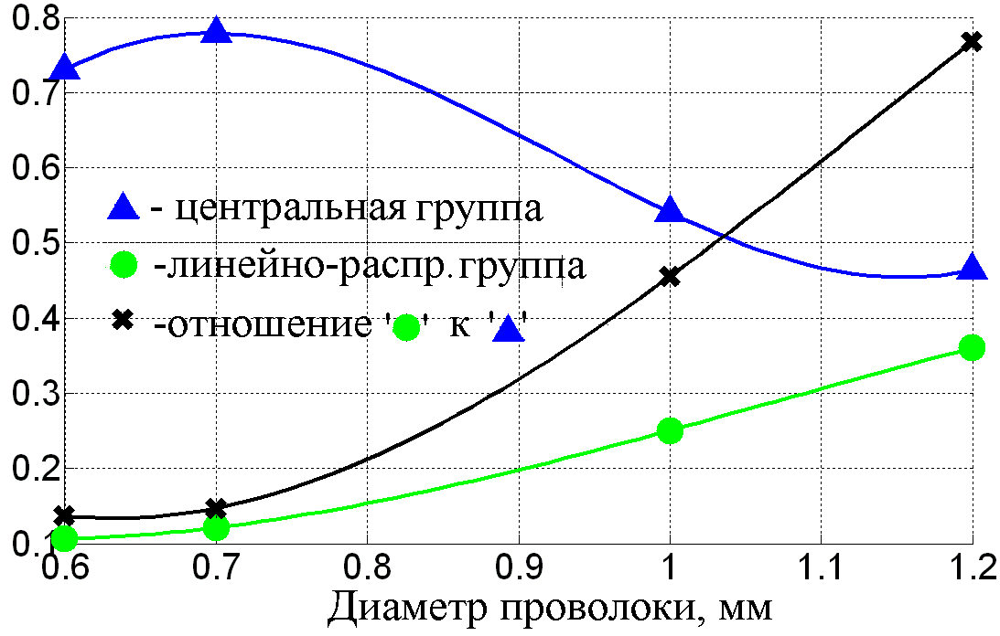 0.8
0.7
0.6
- центральная группа
0.5
-линейно-распр. группа
0.4
-отношение ' ' к ' '
0.3
0.2
0.1
0.6 0.7 0.8 0.9 1 1.1 1.2
Диаметр проволоки, мм